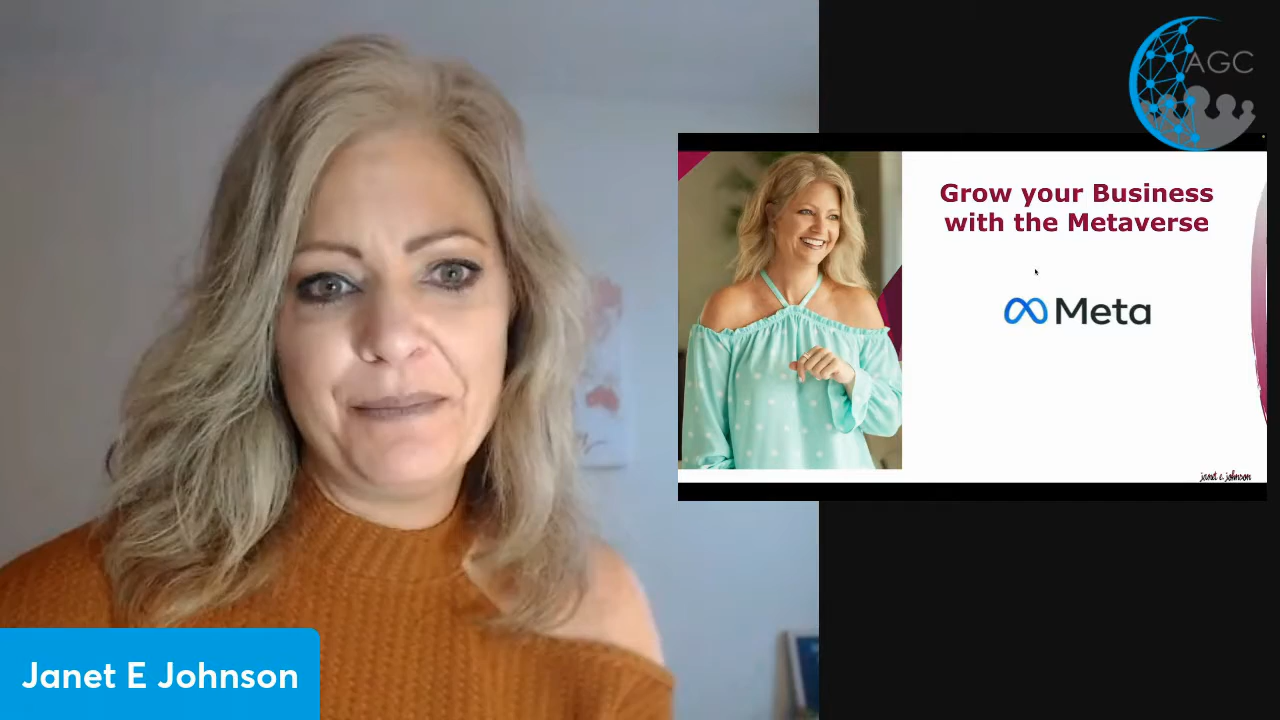 AGC
Grow your Business
with the Metaverse
Meta
janet e. johnson
Janet E Johnson